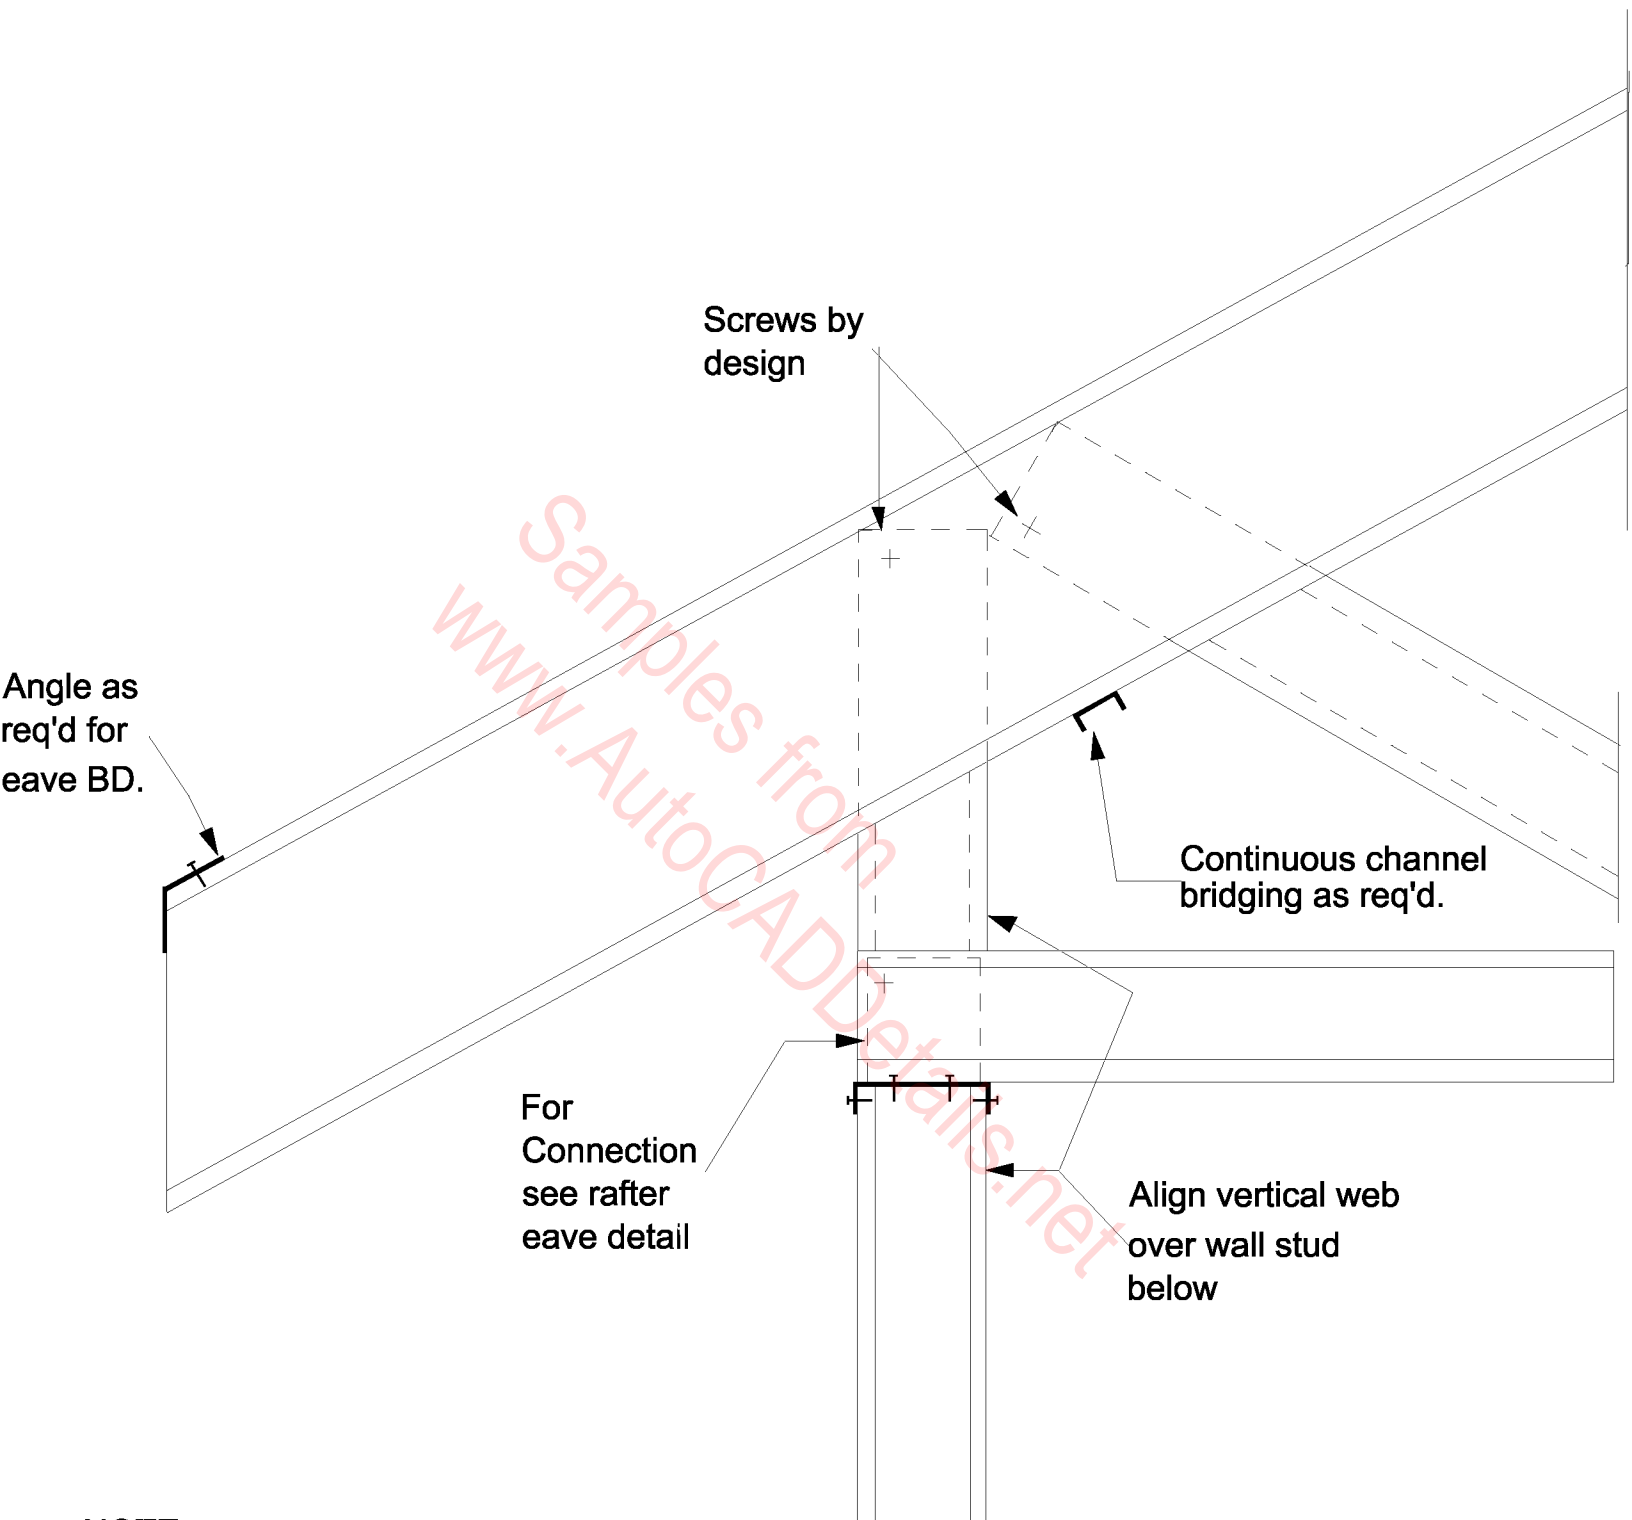 Screws by
design
Angle as
req'd for
eave BD.
Continuous channel
bridging as req'd.
For
Connection
see rafter
eave detail
Align vertical web
over wall stud
below
Samples from
www.AutoCADDetails.net